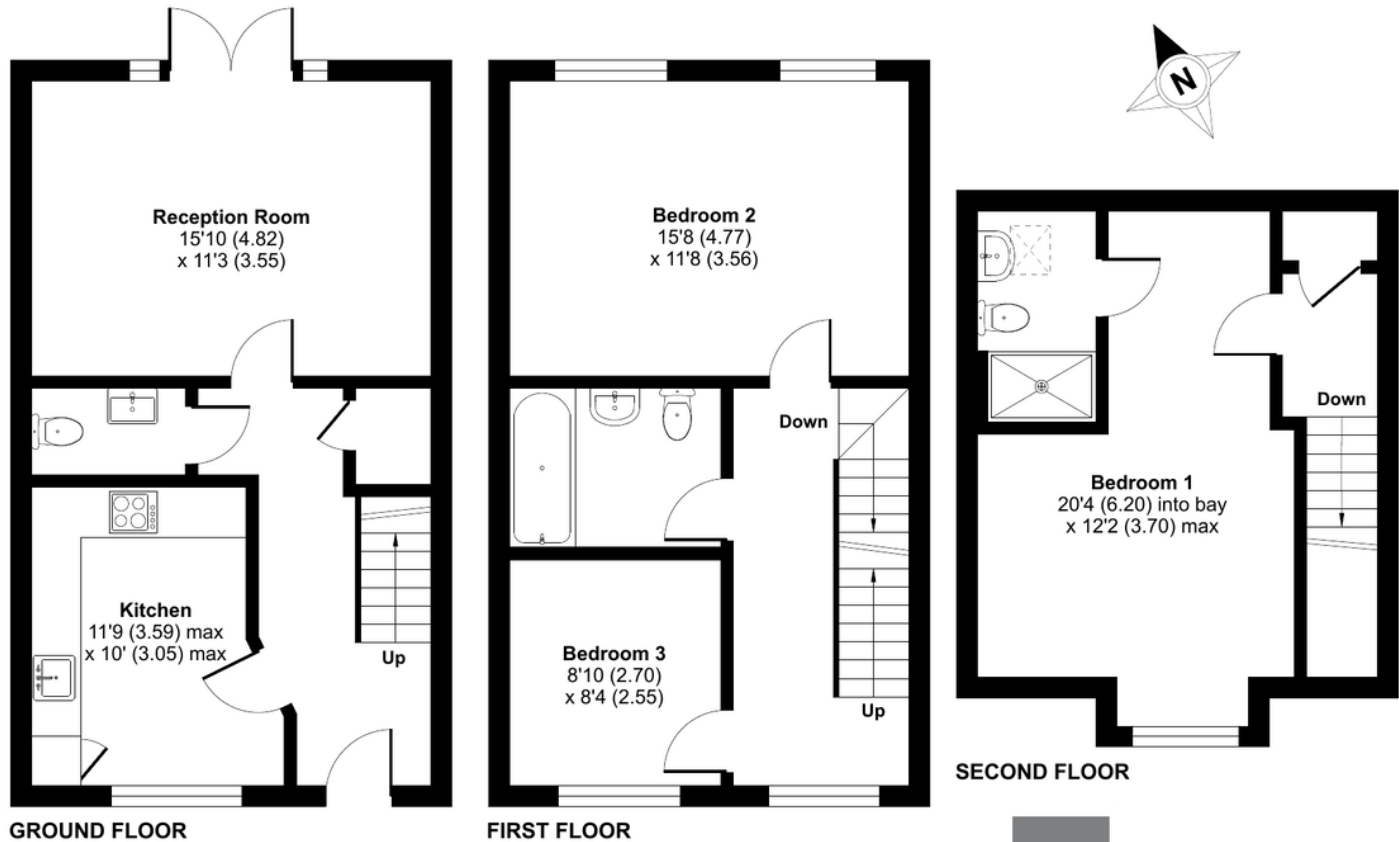 Reception Room
15'10 (4.82)
x 11'3 (3.55)
Kitchen
11'9 (3.59) max
x 10' (3.05) max
Up
GROUND FLOOR
Bedroom 2
15'8 (4.77)
x 11'8 (3.56)
Down
Bedroom 3
8'10 (2.70)
x 8'4 (2.55)
Up
FIRST FLOOR
N
Down
Bedroom 1
20'4 (6.20) into bay
x 12'2 (3.70) max
SECOND FLOOR